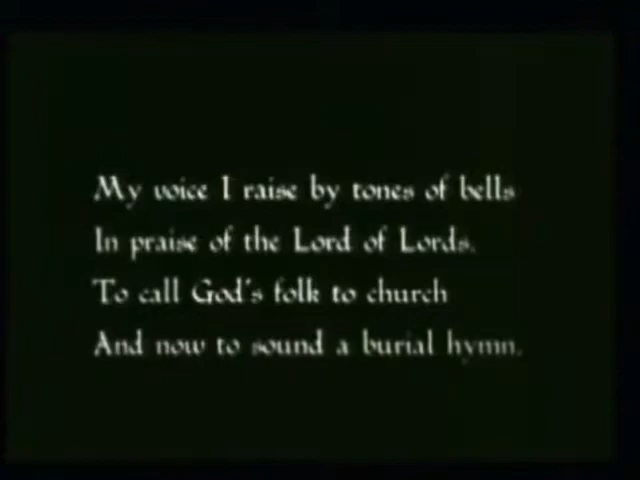 My voice I raise by tones of bells
In praise of the Lord of Lords.
To call God's folk to church
And now to sound a burial hymn.